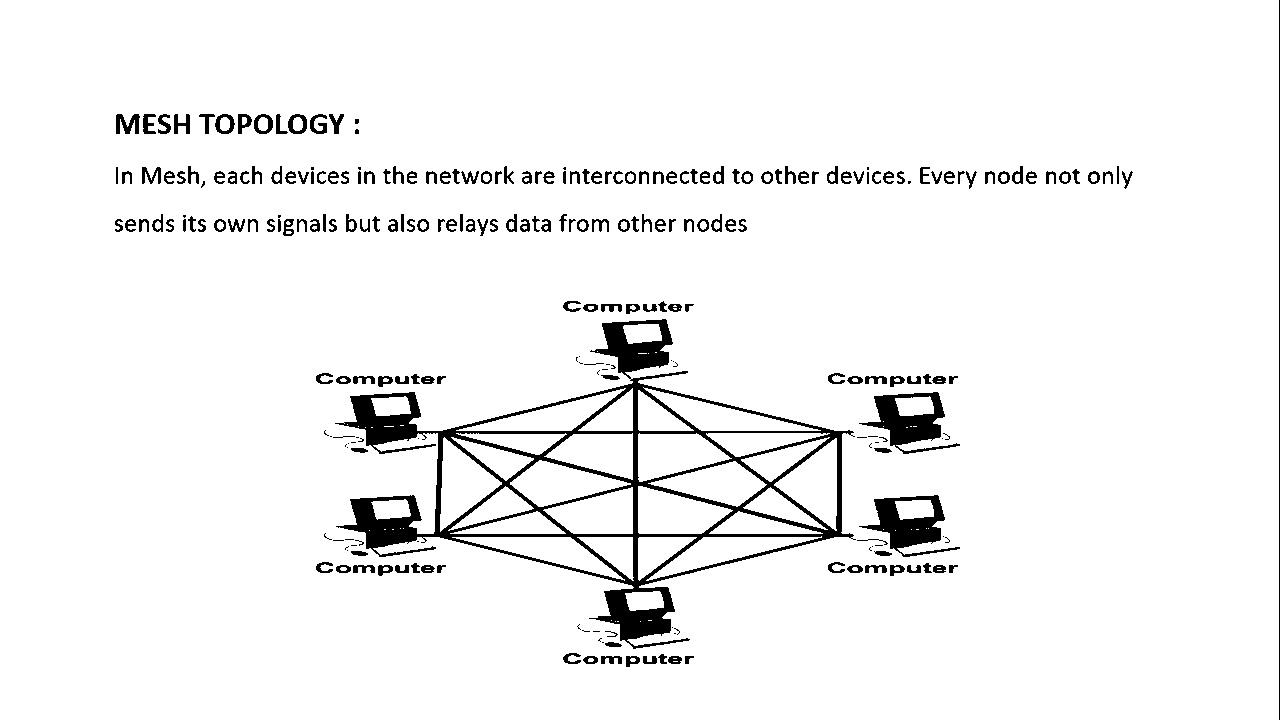 MESH TOPOLOGY :
In Mesh, each devices in the network are interconnected to other devices. Every node not only
sends its own signals but also relays data from other nodes
Computer
Computer
Computer
Computer
Computer
Computer